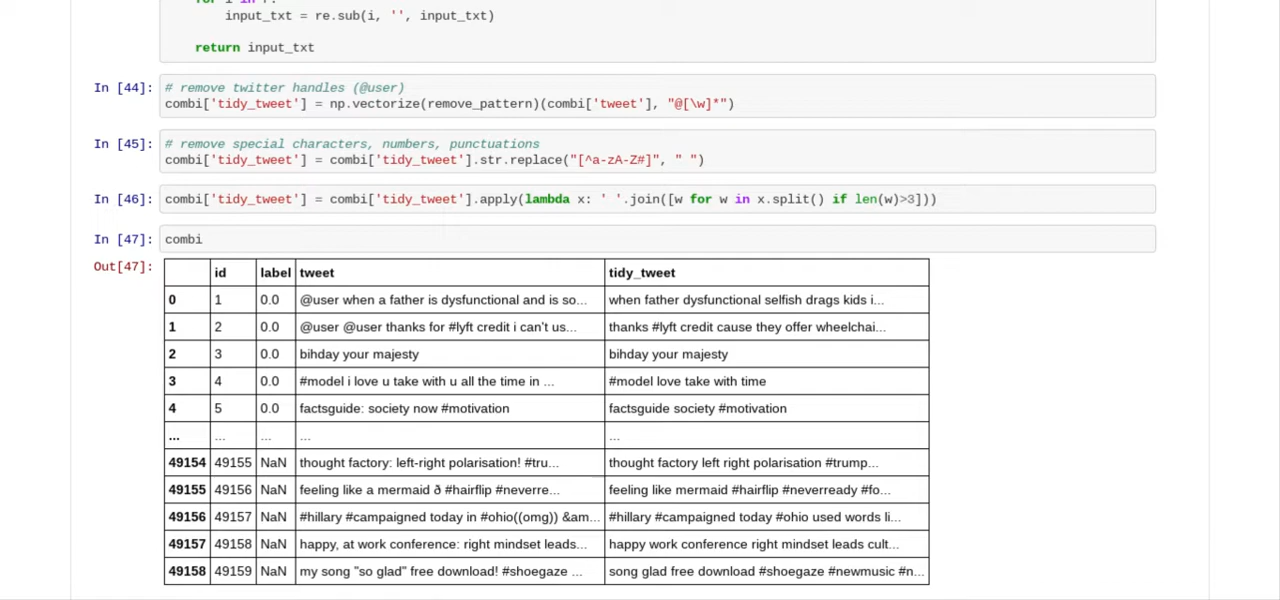 for i in r:
input_txt = re.sub(i, '', input_txt)
return input_txt
In [44]:
# remove twitter handles (@user)
combi['tidy_tweet'] = np.vectorize(remove_pattern)(combi['tweet'], "@[\w]*")
In [45]:
# remove special characters, numbers, punctuations
combi['tidy_tweet'] = combi['tidy_tweet'].str.replace("[^a-zA-Z#]", " ")
In [46]: combi['tidy_tweet'] = combi['tidy_tweet'].apply(lambda x: ' '.join([w for w in x.split() if len(w)>3]))
In [47]: combi
Out[47]:
id label tweet tidy_tweet
0 1 0.0 @user when a father is dysfunctional and is so... when father dysfunctional selfish drags kids i...
1 2 0.0 @user @user thanks for #lyft credit i can't us... thanks #lyft credit cause they offer wheelchai...
2 3 0.0 bihday your majesty bihday your majesty
3 4 0.0 #model i love u take with u all the time in ... #model love take with time
4 5 0.0 factsguide: society now #motivation factsguide society #motivation
... ... ... ... ...
49154 49155 NaN thought factory: left-right polarisation! #tru... thought factory left right polarisation #trump...
49155 49156 NaN feeling like a mermaid ð #hairflip #neverre... feeling like mermaid #hairflip #neverready #fo...
49156 49157 NaN #hillary #campaigned today in #ohio((omg)) &am... #hillary #campaigned today #ohio used words li...
49157 49158 NaN happy, at work conference: right mindset leads... happy work conference right mindset leads cult...
49158 49159 NaN my song "so glad" free download! #shoegaze ... song glad free download #shoegaze #newmusic #n...